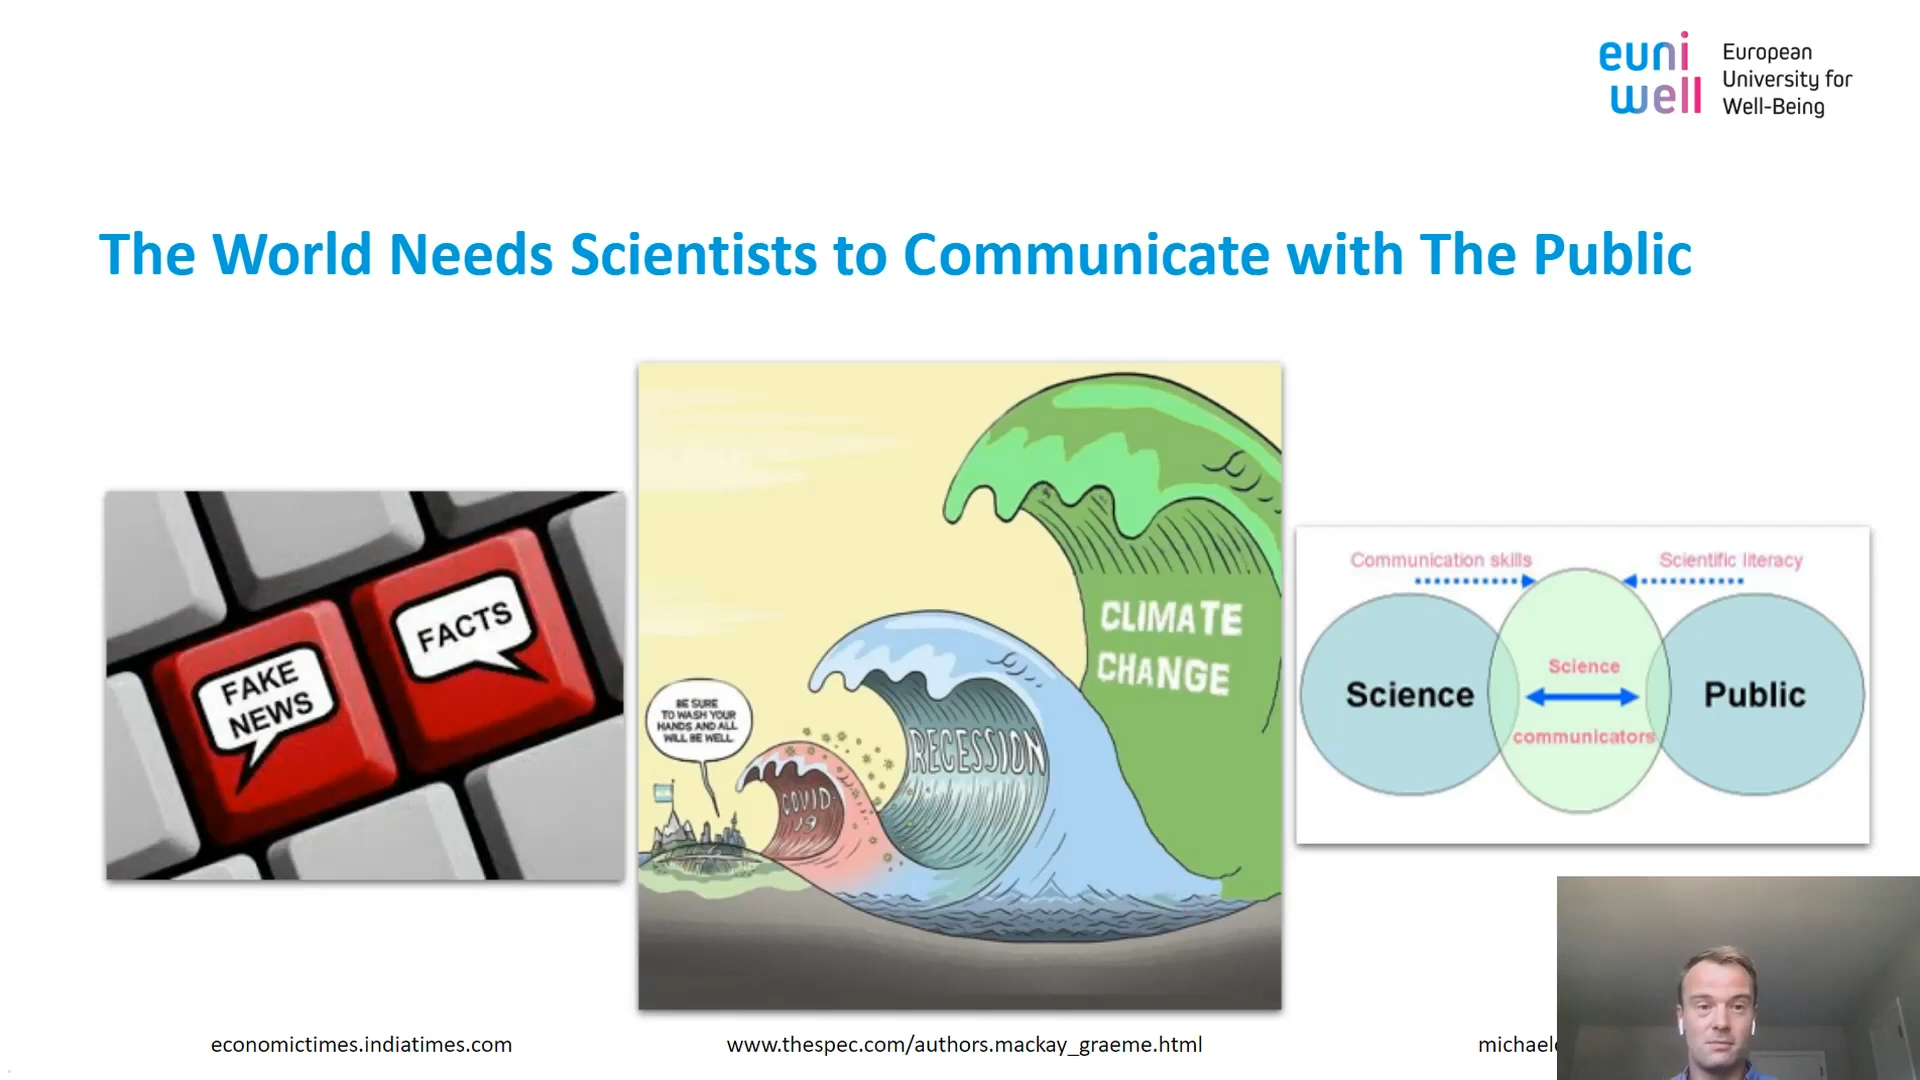 euni
well
European
University for
Well-Being
The World Needs Scientists to Communicate with The Public
FAKE
NEWS
FACTS
BE SURE
TO WASH YOUR
HANDS AND ALL
WILL BE WELL.
COVID-
19
RECESSION
CLIMATE
CHANGE
Communication skills
Scientific literacy
Science
Science
communicators
Public
economictimes.indiatimes.com
www.thespec.com/authors.mackay_graeme.html